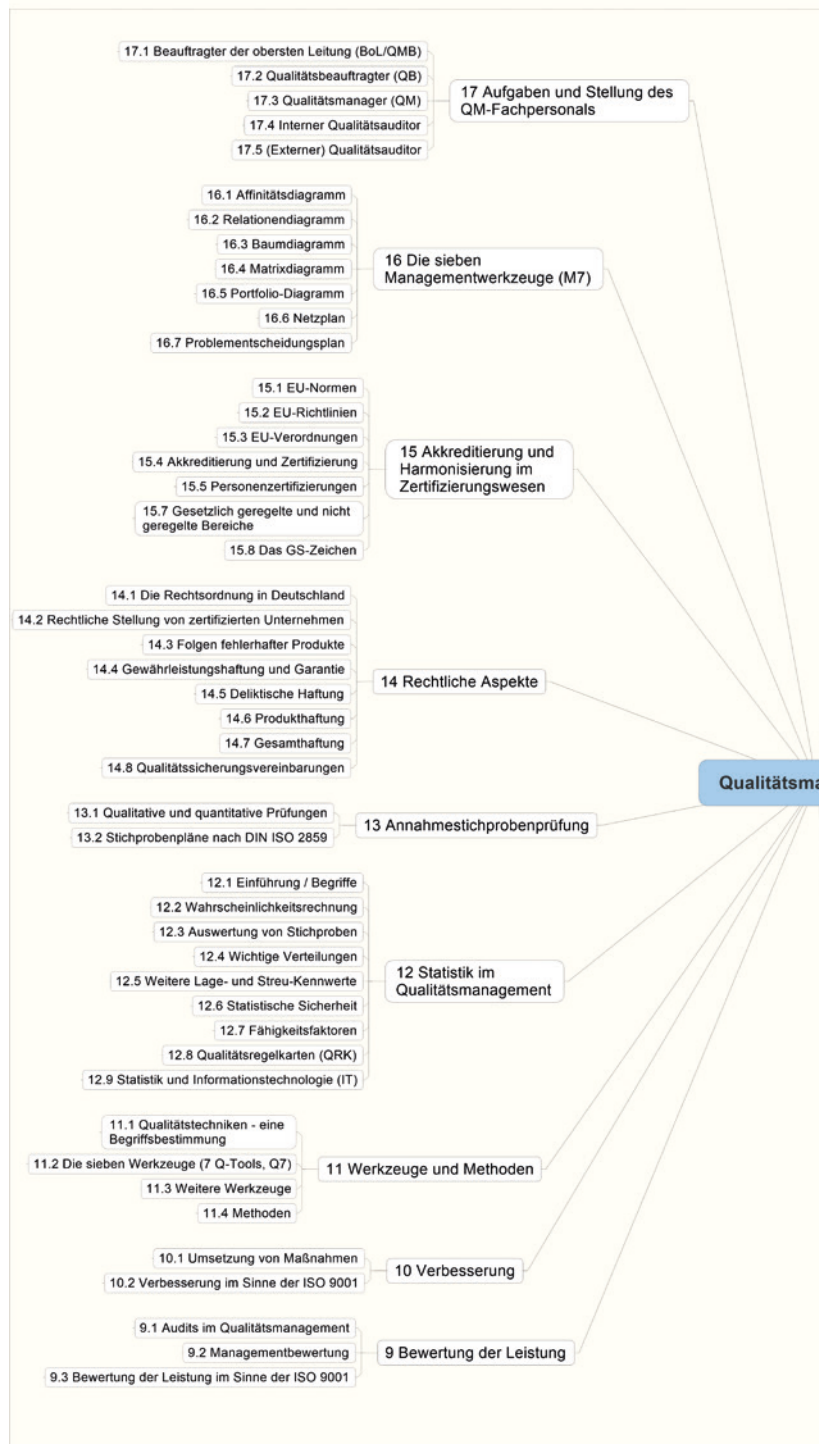 17.1 Beauftragter der obersten Leitung (BoL/QMB)
17.2 Qualitätsbeauftragter (QB)
17.3 Qualitätsmanager (QM)
17.4 Interner Qualitätsauditor
17.5 (Externer) Qualitätsauditor
17 Aufgaben und Stellung des
QM-Fachpersonals
16.1 Affinitätsdiagramm
16.2 Relationendiagramm
16.3 Baumdiagramm
16.4 Matrixdiagramm
16.5 Portfolio-Diagramm
16.6 Netzplan
16.7 Problementscheidungsplan
16 Die sieben
Managementwerkzeuge (M7)
15.1 EU-Normen
15.2 EU-Richtlinien
15.3 EU-Verordnungen
15.4 Akkreditierung und Zertifizierung
15.5 Personenzertifizierungen
15.7 Gesetzlich geregelte und nicht
geregelte Bereiche
15.8 Das GS-Zeichen
15 Akkreditierung und
Harmonisierung im
Zertifizierungswesen
14.1 Die Rechtsordnung in Deutschland
14.2 Rechtliche Stellung von zertifizierten Unternehmen
14.3 Folgen fehlerhafter Produkte
14.4 Gewährleistungshaftung und Garantie
14.5 Deliktische Haftung
14.6 Produkthaftung
14.7 Gesamthaftung
14.8 Qualitätssicherungsvereinbarungen
14 Rechtliche Aspekte
Qualitätsma
13.1 Qualitative und quantitative Prüfungen
13.2 Stichprobenpläne nach DIN ISO 2859
13 Annahmestichprobenprüfung
12.1 Einführung / Begriffe
12.2 Wahrscheinlichkeitsrechnung
12.3 Auswertung von Stichproben
12.4 Wichtige Verteilungen
12.5 Weitere Lage- und Streu-Kennwerte
12.6 Statistische Sicherheit
12.7 Fähigkeitsfaktoren
12.8 Qualitätsregelkarten (QRK)
12.9 Statistik und Informationstechnologie (IT)
12 Statistik im
Qualitätsmanagement
11.1 Qualitätstechniken - eine
Begriffsbestimmung
11.2 Die sieben Werkzeuge (7 Q-Tools, Q7)
11.3 Weitere Werkzeuge
11.4 Methoden
11 Werkzeuge und Methoden
10.1 Umsetzung von Maßnahmen
10.2 Verbesserung im Sinne der ISO 9001
10 Verbesserung
9.1 Audits im Qualitätsmanagement
9.2 Managementbewertung
9.3 Bewertung der Leistung im Sinne der ISO 9001
9 Bewertung der Leistung